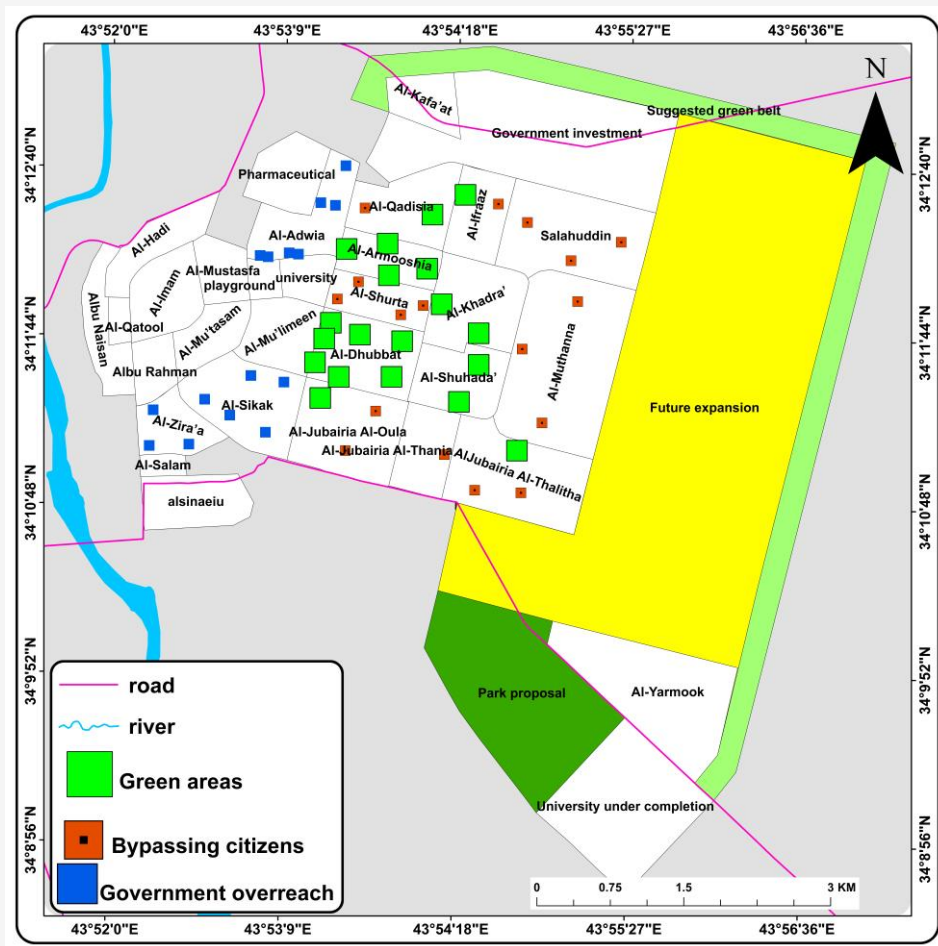 43°52'0"E
43°53'9"E
43°54'18"E
43°55'27"E
43°56'36"E
N
Al-Kafa'at
Suggested green belt
Government investment
34°12'40"N
34°12'40"N
Pharmaceutical
Al-Qadisia
Al-Ifraaz
Al-Hadi
Al-Adwia
Salahuddin
Al-Armooshia
Al-Mustasfa
playground
university
Al-Imam
Al-Shurta
Al-Khadra'
Albu Naisan
Al-Qatool
Al-Mu'tasam
Al-Mu'limeen
34°11'44"N
34°11'44"N
Al-Dhubbat
Al-Muthanna
Albu Rahman
Al-Shuhada'
Future expansion
Al-Sikak
Al-Zira'a
Al-Jubairia Al-Oula
Al-Jubairia Al-Thania
AlJubairia Al-Thalitha
Al-Salam
alsinaeiu
34°10'48"N
34°10'48"N
34°9'52"N
34°9'52"N
Park proposal
Al-Yarmook
University under completion
34°8'56"N
34°8'56"N
road
river
Green areas
Bypassing citizens
Government overreach
0 0.75 1.5 3 KM
43°52'0"E
43°53'9"E
43°54'18"E
43°55'27"E
43°56'36"E